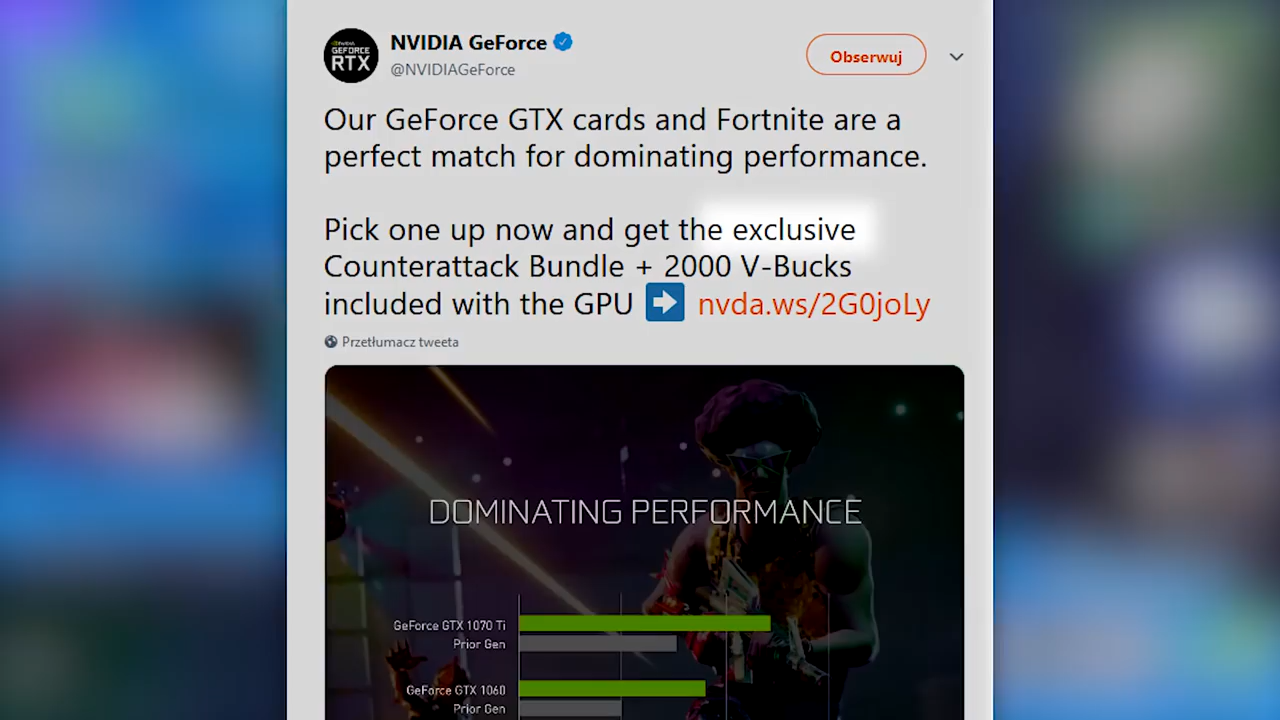 NVIDIA GeForce
@NVIDIAGeForce
Obserwuj
NVIDIA
GEFORCE
RTX
Our GeForce GTX cards and Fortnite are a
perfect match for dominating performance.
Pick one up now and get the exclusive
Counterattack Bundle + 2000 V-Bucks
included with the GPU ➡ nvda.ws/2G0joLy
Przetłumacz tweeta
DOMINATING PERFORMANCE
GeForce GTX 1070 Ti
Prior Gen
GeForce GTX 1060
Prior Gen